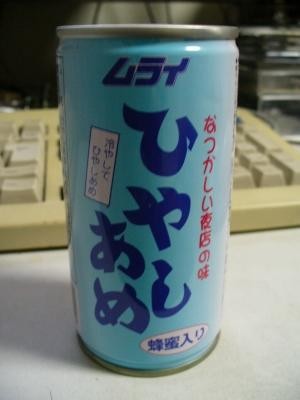 ムライ
なつかしい夜店の味
ひやし
あめ
冷やして
ひやしあめ
蜂蜜入り